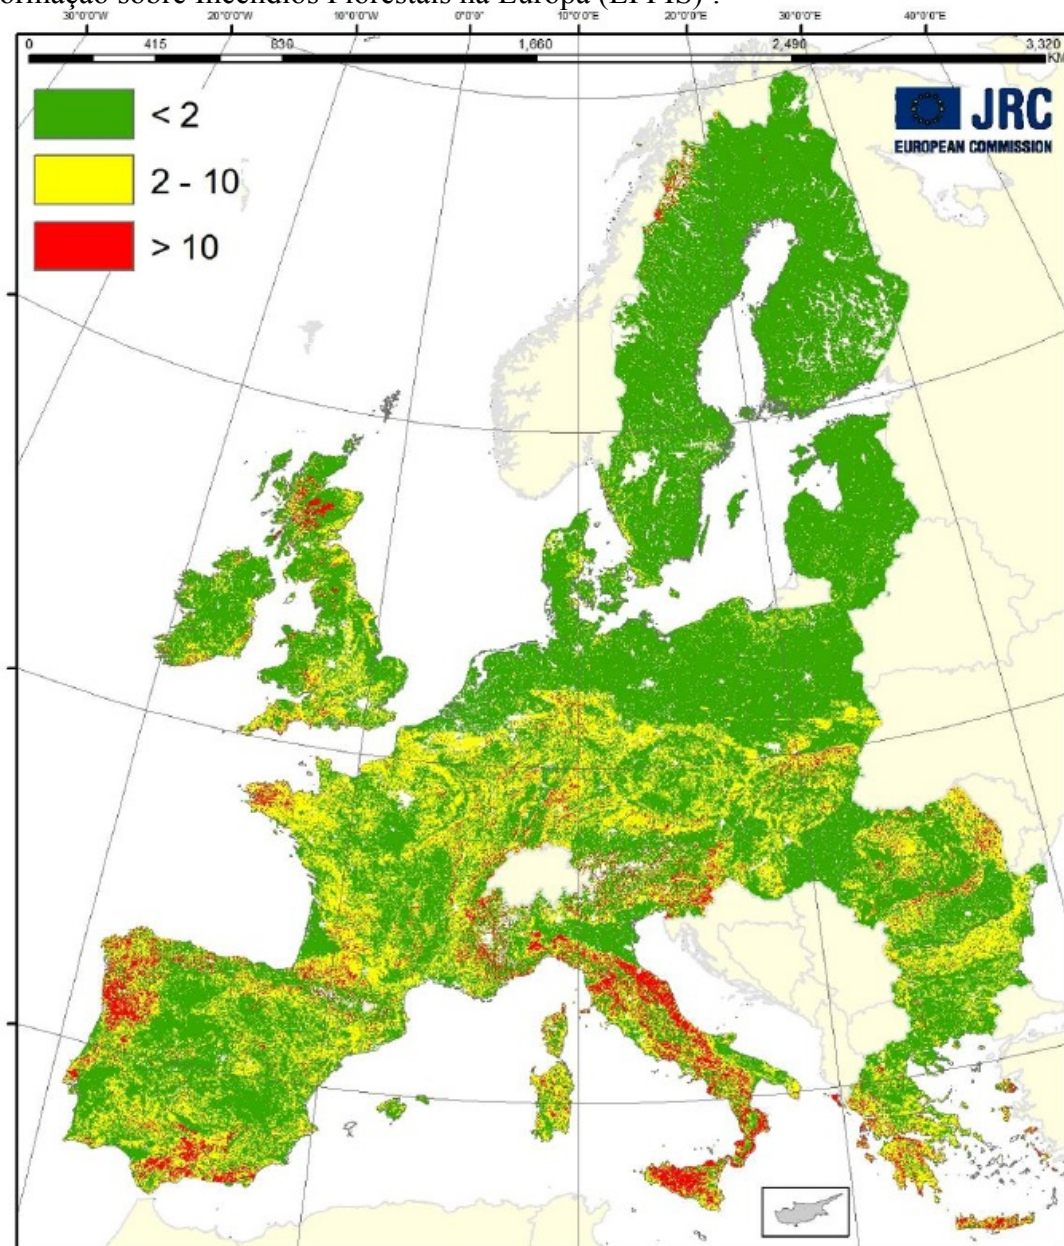 formação sobre Incêndios Florestais na Europa (EFFIS) .
30°0'0"W 20°0'0"W 10°0'0"W 0°0'0" 10°0'0"E 20°0'0"E 30°0'0"E 40°0'0"E
0 415 830 1,660 2,490 3,320
KM
< 2
2 - 10
> 10
JRC
EUROPEAN COMMISSION